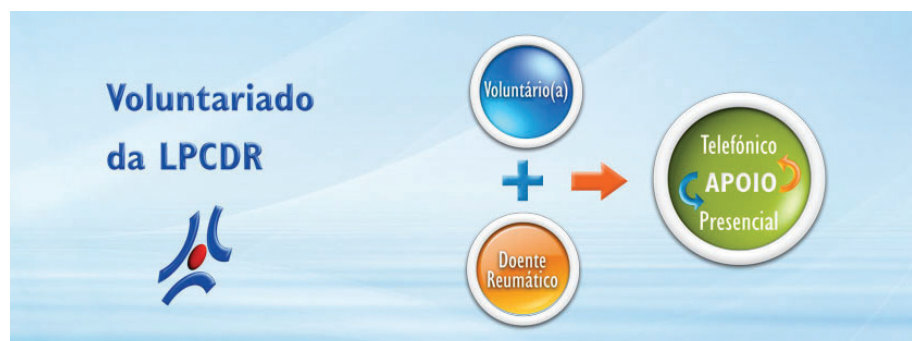 Voluntariado
da LPCDR
Voluntário(a)
+
Doente
Reumático
Telefónico
APOIO
Presencial